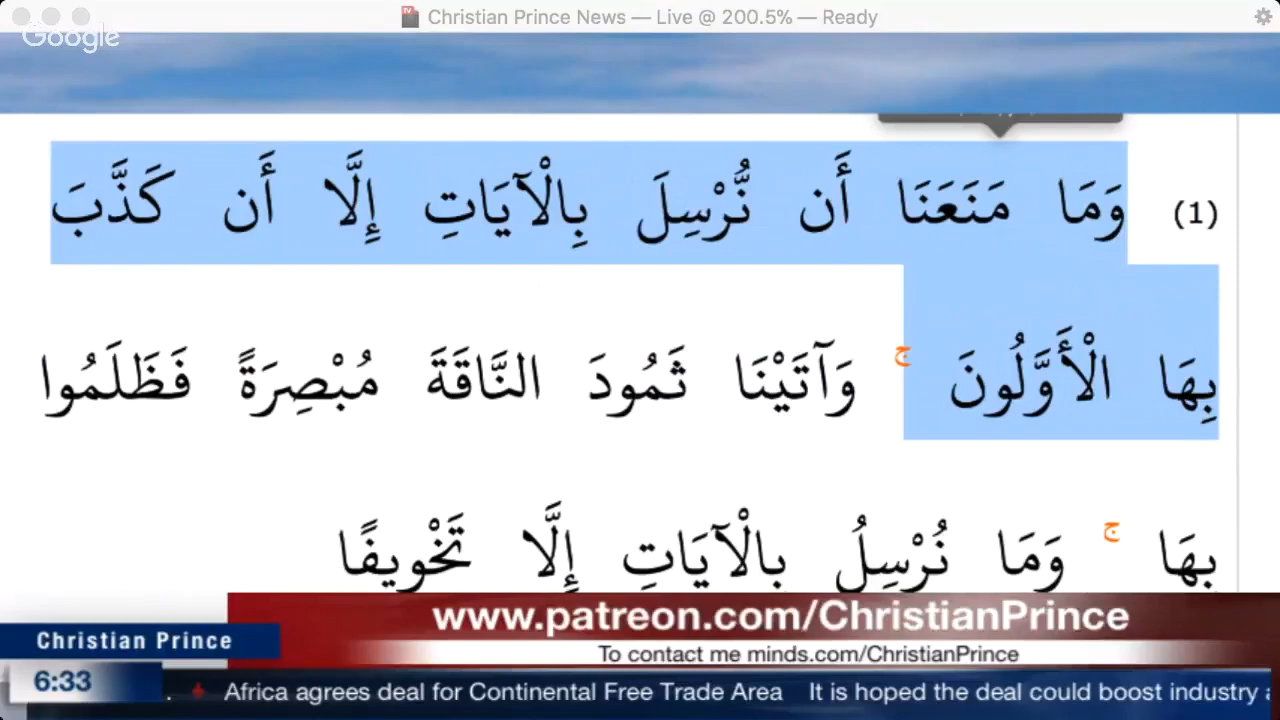 Christian Prince News — Live @ 200.5% — Ready
Google
(1) وَمَا مَنَعَنَا أَن نُّرْسِلَ بِالْآيَاتِ إِلَّا أَن كَذَّبَ
بِهَا الْأَوَّلُونَ ۚ وَآتَيْنَا ثَمُودَ النَّاقَةَ مُبْصِرَةً فَظَلَمُوا
بِهَا ۚ وَمَا نُرْسِلُ بِالْآيَاتِ إِلَّا تَخْوِيفًا
www.patreon.com/ChristianPrince
Christian Prince
To contact me minds.com/ChristianPrince
6:33
Africa agrees deal for Continental Free Trade Area It is hoped the deal could boost industry